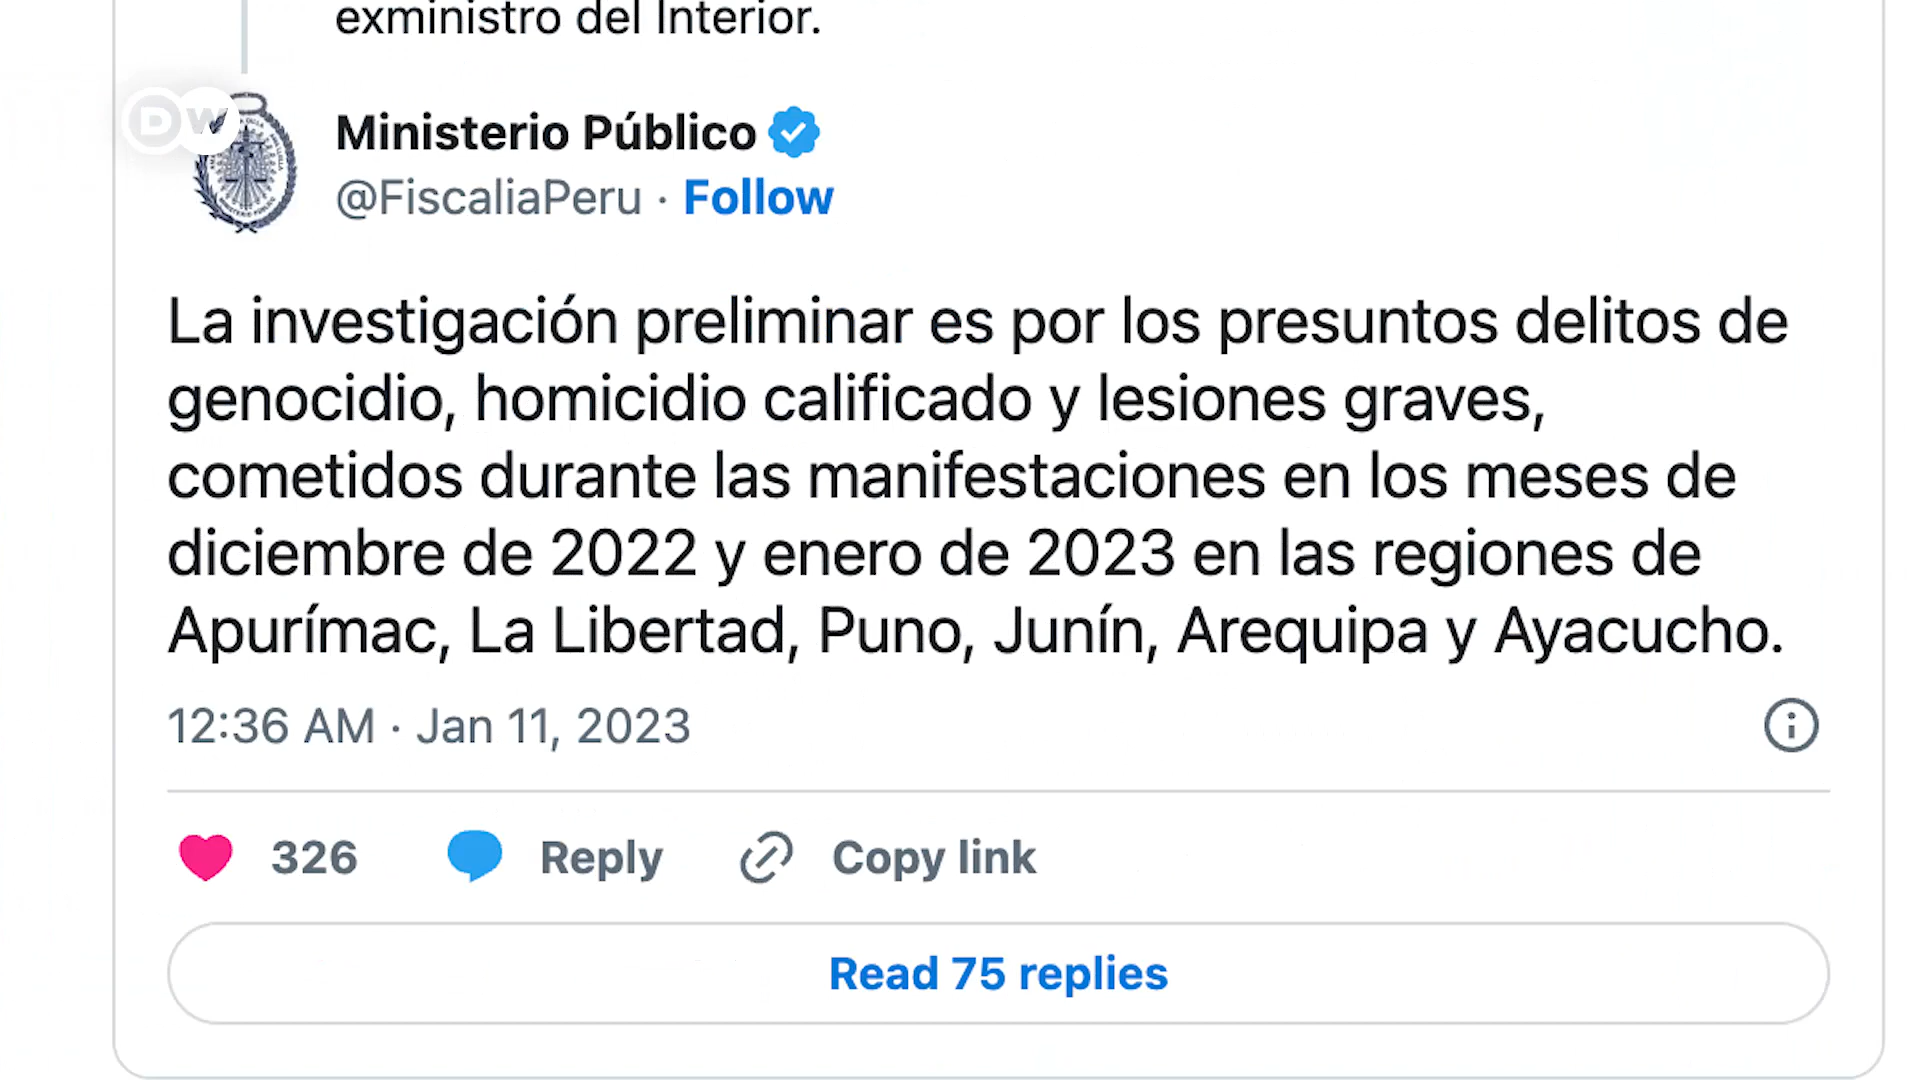 exministro del Interior.
DW
Ministerio Público
@FiscaliaPeru · Follow
La investigación preliminar es por los presuntos delitos de
genocidio, homicidio calificado y lesiones graves,
cometidos durante las manifestaciones en los meses de
diciembre de 2022 y enero de 2023 en las regiones de
Apurímac, La Libertad, Puno, Junín, Arequipa y Ayacucho.
12:36 AM · Jan 11, 2023
326 Reply Copy link
Read 75 replies